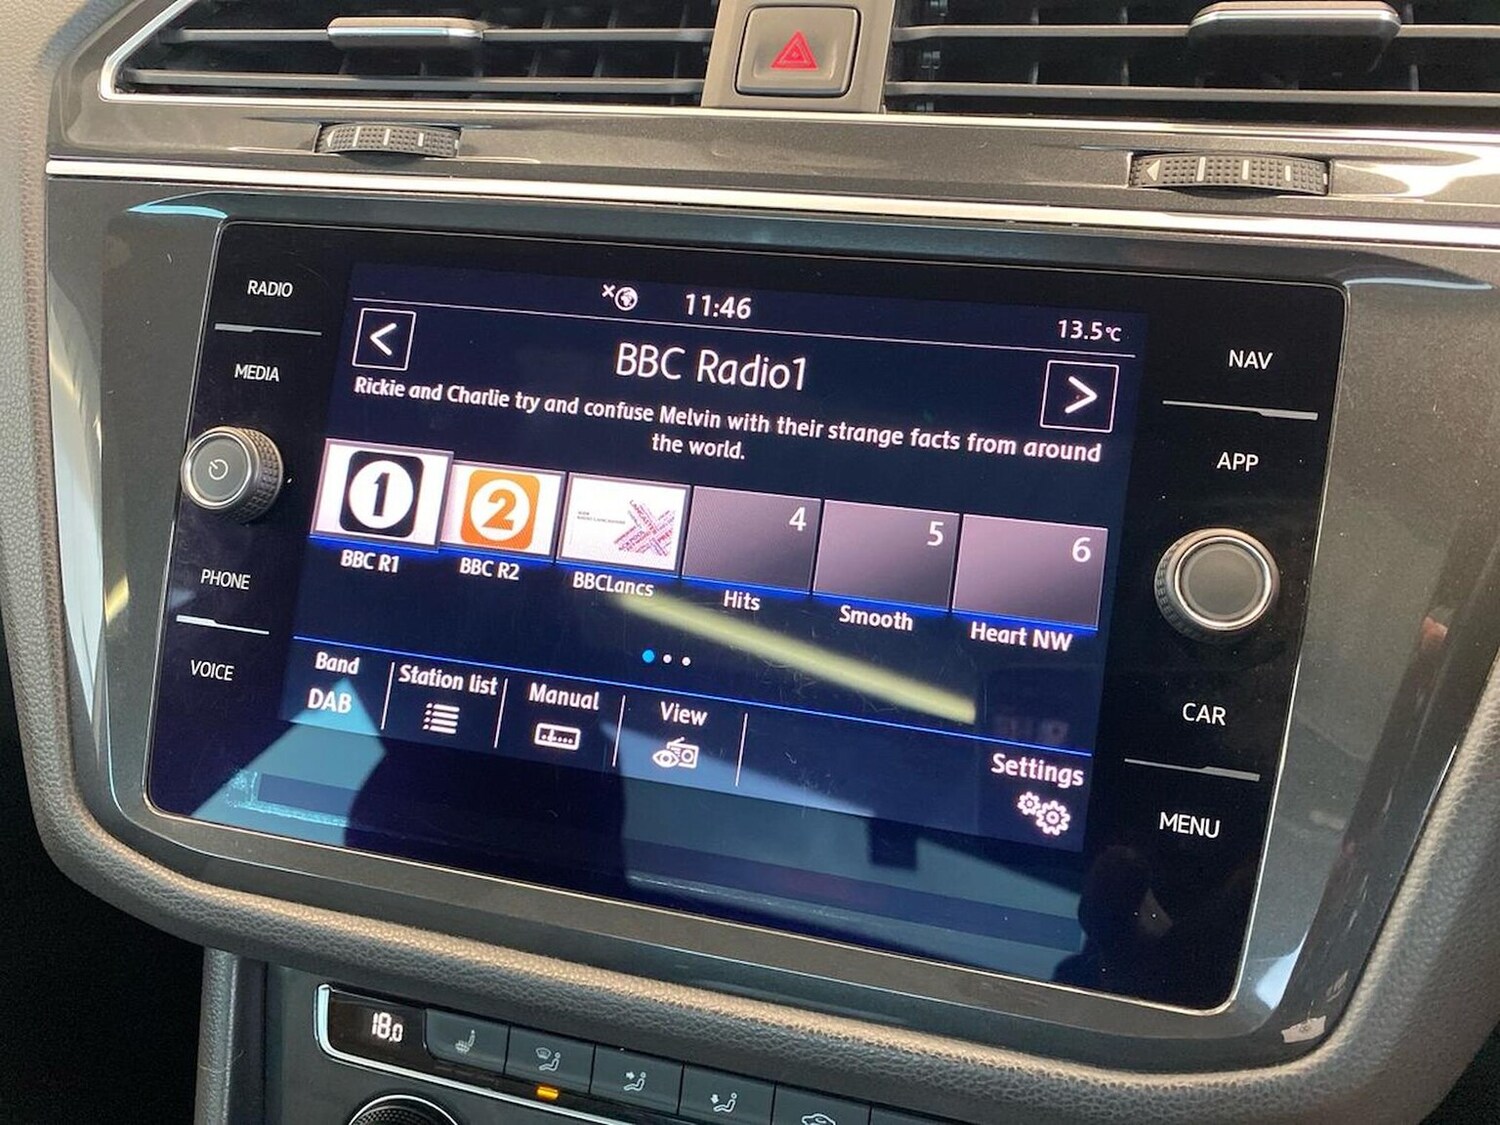 RADIO
MEDIA
PHONE
VOICE
11:46
13.5°C
<
BBC Radio1
>
Rickie and Charlie try and confuse Melvin with their strange facts from around
the world.
1
2
4
5
6
BBC R1
BBC R2
BBCLancs
Hits
Smooth
Heart NW
Band
DAB
Station list
Manual
View
Settings
NAV
APP
CAR
MENU
18.0